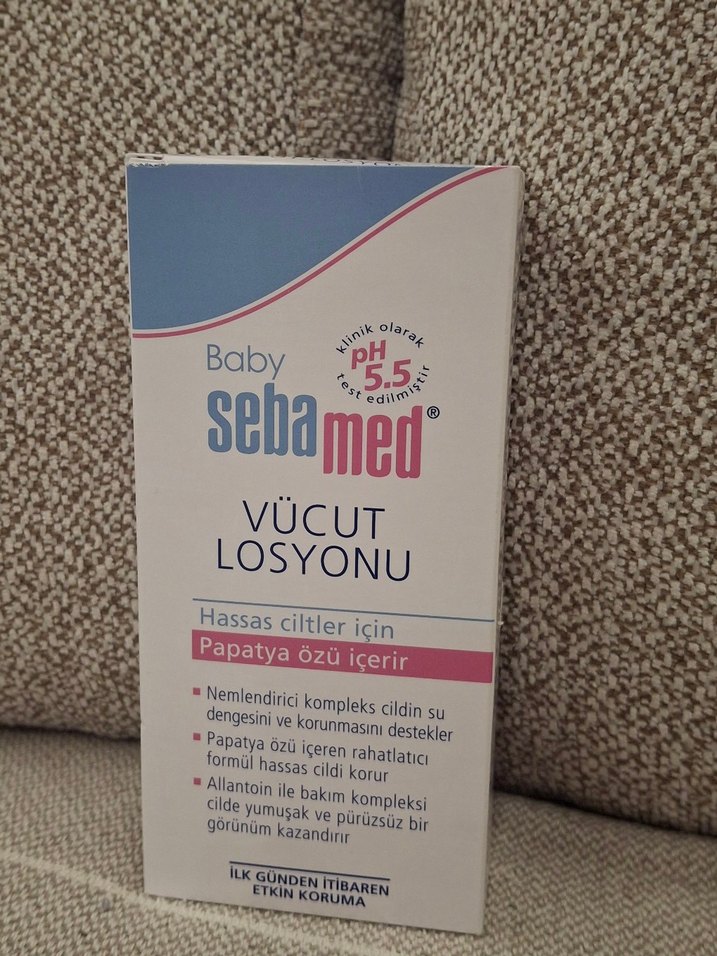 Baby
sebamed®
klinik olarak
pH
5.5
test edilmiştir
VÜCUT
LOSYONU
Hassas ciltler için
Papatya özü içerir
Nemlendirici kompleks cildin su
dengesini ve korunmasını destekler
Papatya özü içeren rahatlatıcı
formül hassas cildi korur
Allantoin ile bakım kompleksi
cilde yumuşak ve pürüzsüz bir
görünüm kazandırır
İLK GÜNDEN İTİBAREN
ETKİN KORUMA